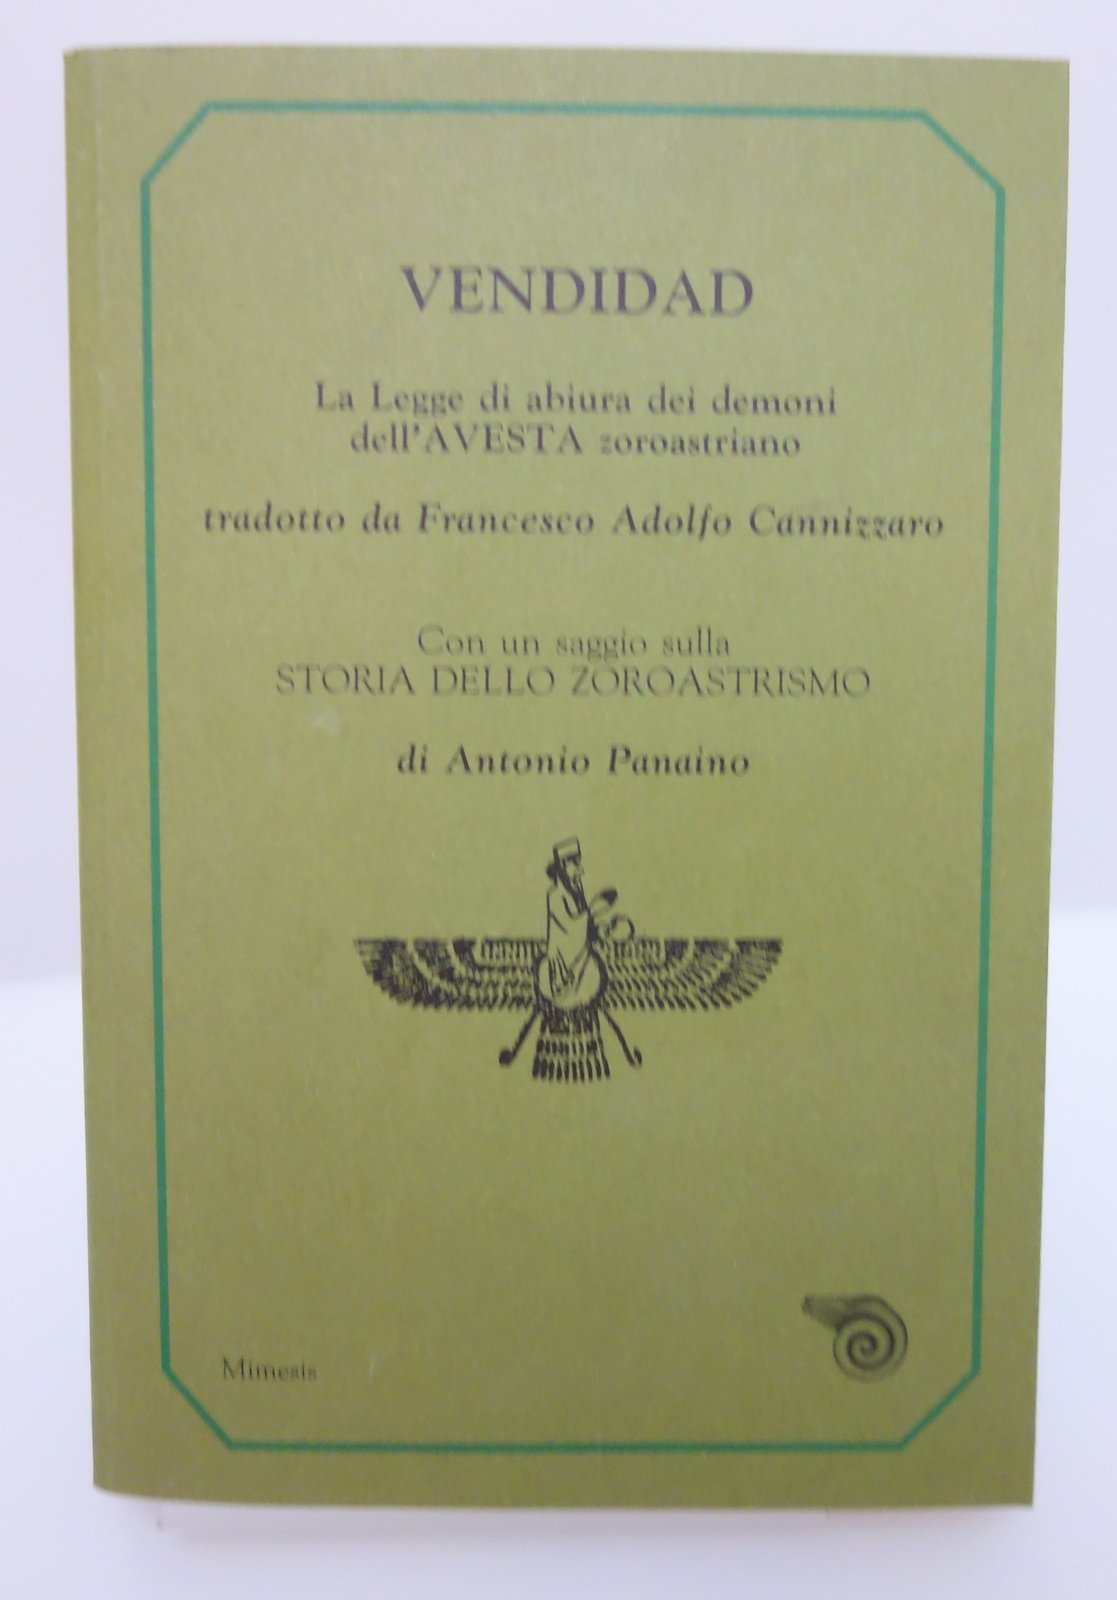 VENDIDAD
La Legge di abiura dei demoni
dell'AVESTA zoroastriano
tradotto da Francesco Adolfo Cannizzaro
Con un saggio sulla
STORIA DELLO ZOROASTRISMO
di Antonio Panaino
Mimesis